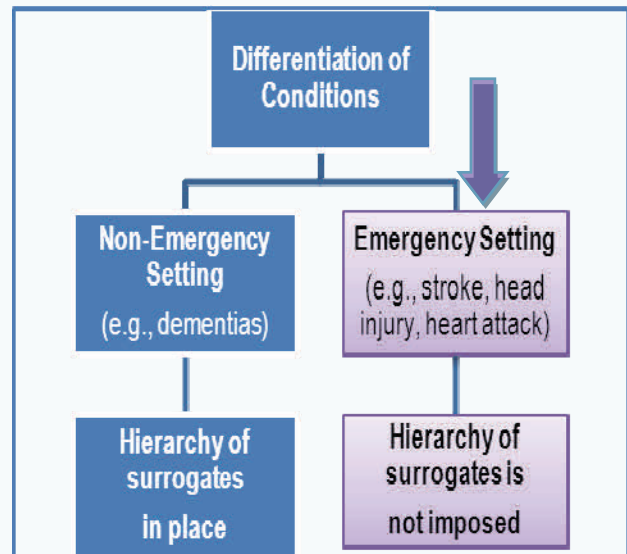 Differentiation of
Conditions
Non-Emergency
Setting
(e.g., dementias)
Emergency Setting
(e.g., stroke, head
injury, heart attack)
Hierarchy of
surrogates
in place
Hierarchy of
surrogates is
not imposed